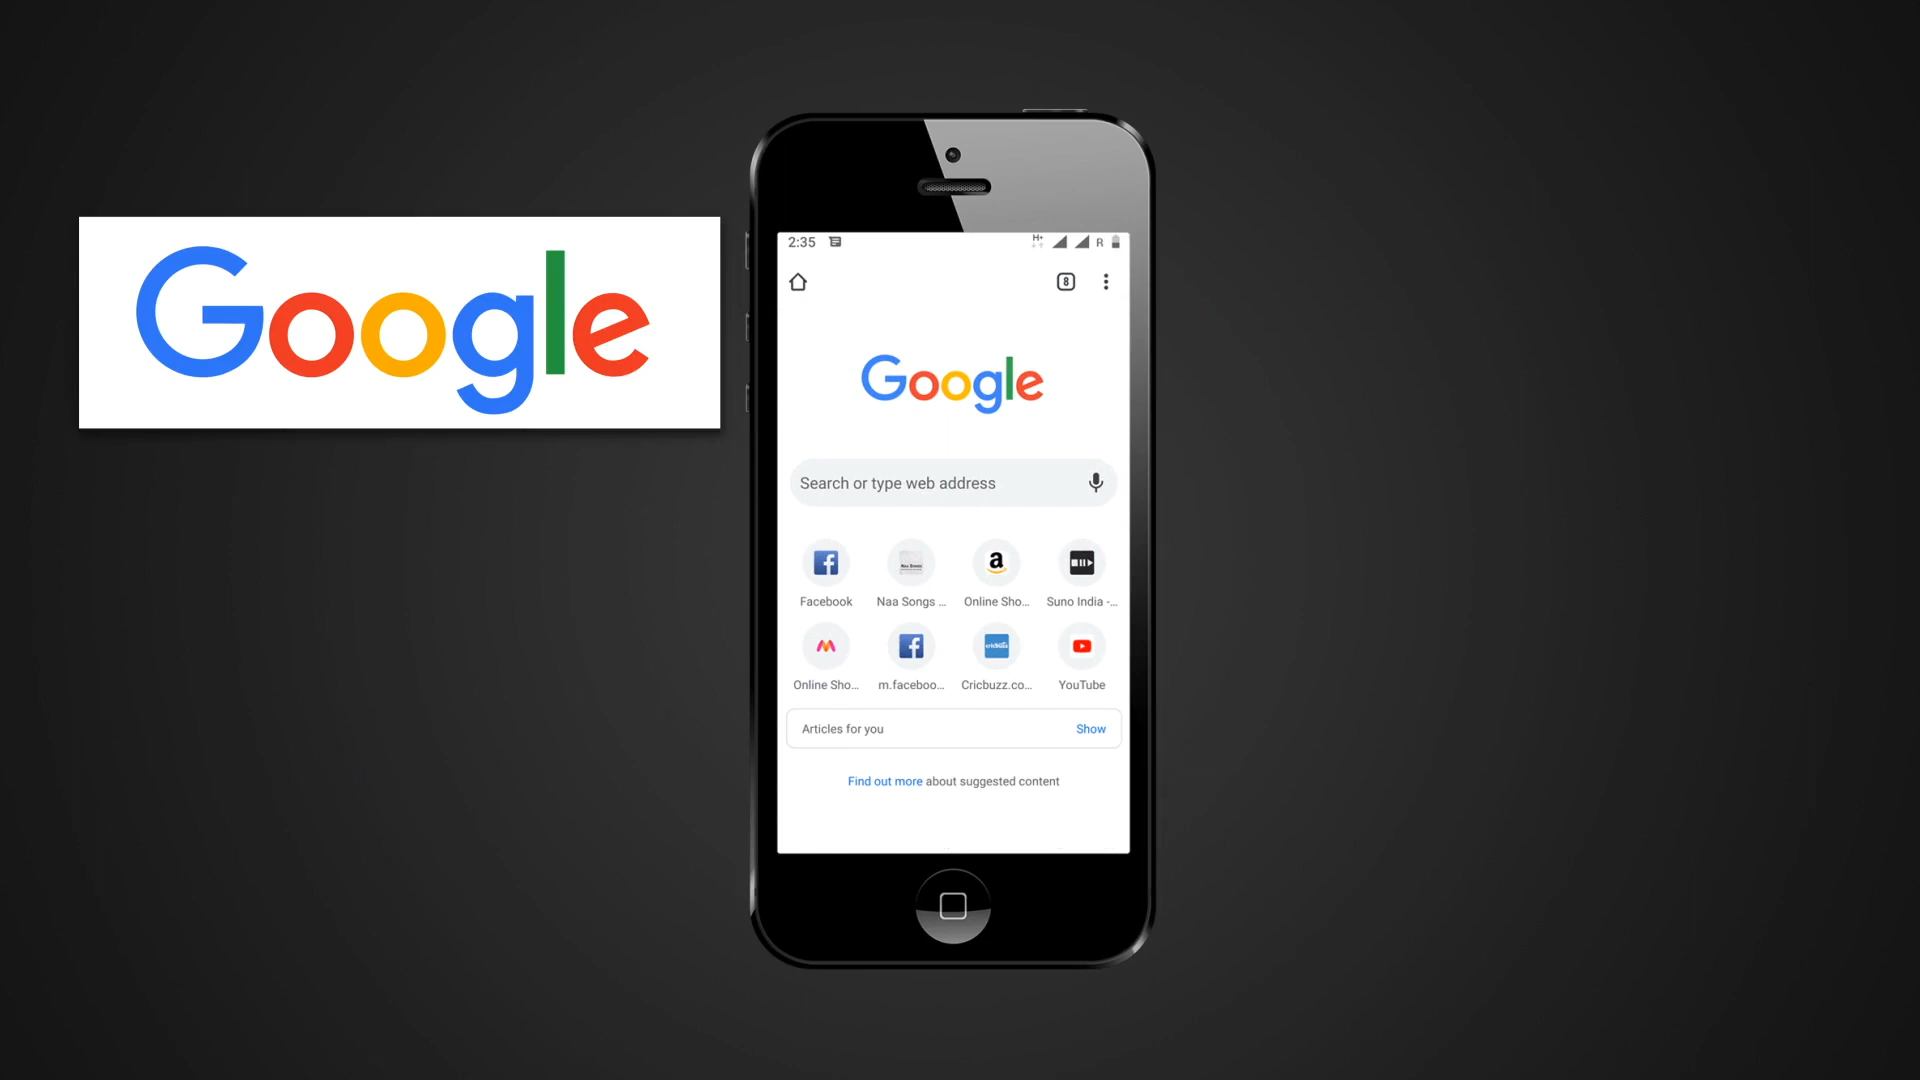 Google
2:35
H+
R
8
Google
Search or type web address
Facebook
Naa Songs ...
Online Sho...
Suno India -...
Online Sho...
m.faceboo...
Cricbuzz.co...
YouTube
Articles for you
Show
Find out more about suggested content